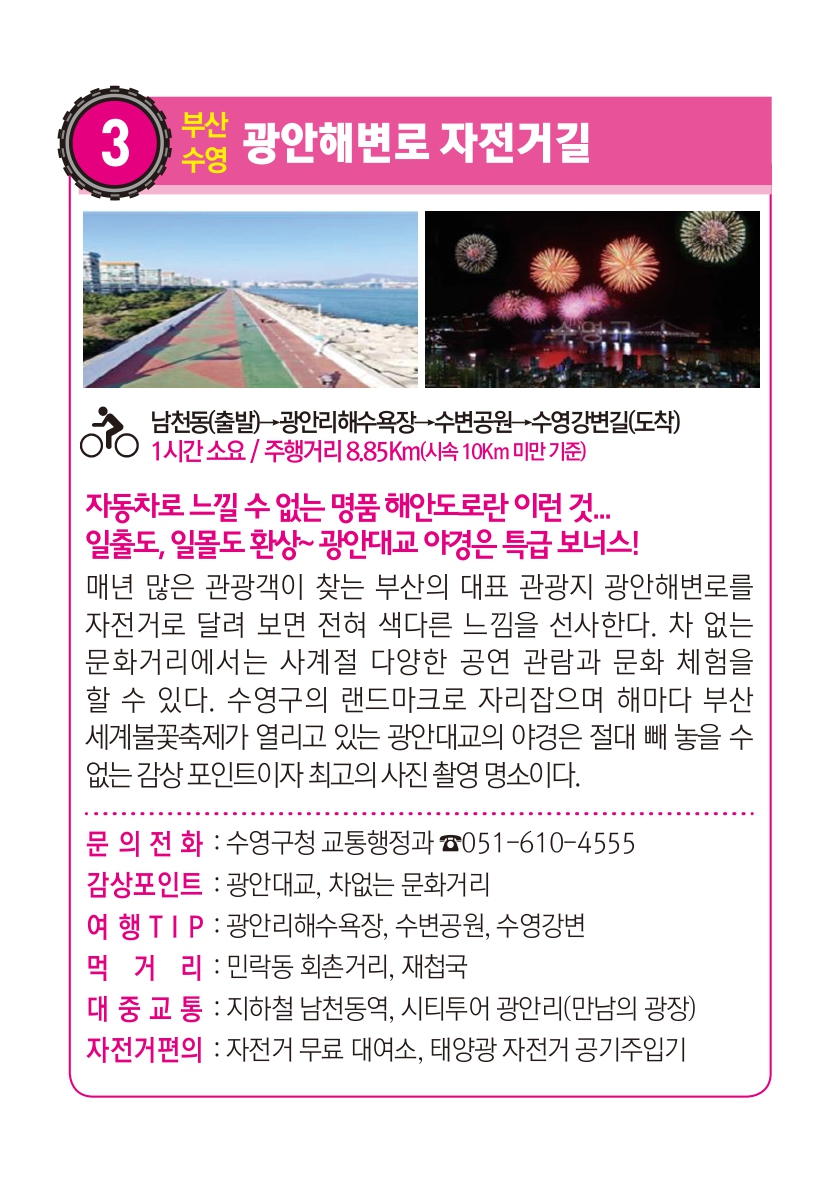 3
부산
수영
광안해변로 자전거길
수영구
남천동(출발)→광안리해수욕장→수변공원→수영강변길(도착)
1시간 소요 / 주행거리 8.85Km(시속 10Km 미만 기준)
자동차로 느낄 수 없는 명품 해안도로란 이런 것...
일출도, 일몰도 환상~ 광안대교 야경은 특급 보너스!
매년 많은 관광객이 찾는 부산의 대표 관광지 광안해변로를
자전거로 달려 보면 전혀 색다른 느낌을 선사한다. 차 없는
문화거리에서는 사계절 다양한 공연 관람과 문화 체험을
할 수 있다. 수영구의 랜드마크로 자리잡으며 해마다 부산
세계불꽃축제가 열리고 있는 광안대교의 야경은 절대 빼 놓을 수
없는 감상 포인트이자 최고의 사진 촬영 명소이다.
문 의 전 화 : 수영구청 교통행정과 ☎051-610-4555
감상포인트 : 광안대교, 차없는 문화거리
여 행 T I P : 광안리해수욕장, 수변공원, 수영강변
먹 거 리 : 민락동 회촌거리, 재첩국
대 중 교 통 : 지하철 남천동역, 시티투어 광안리(만남의 광장)
자전거편의 : 자전거 무료 대여소, 태양광 자전거 공기주입기